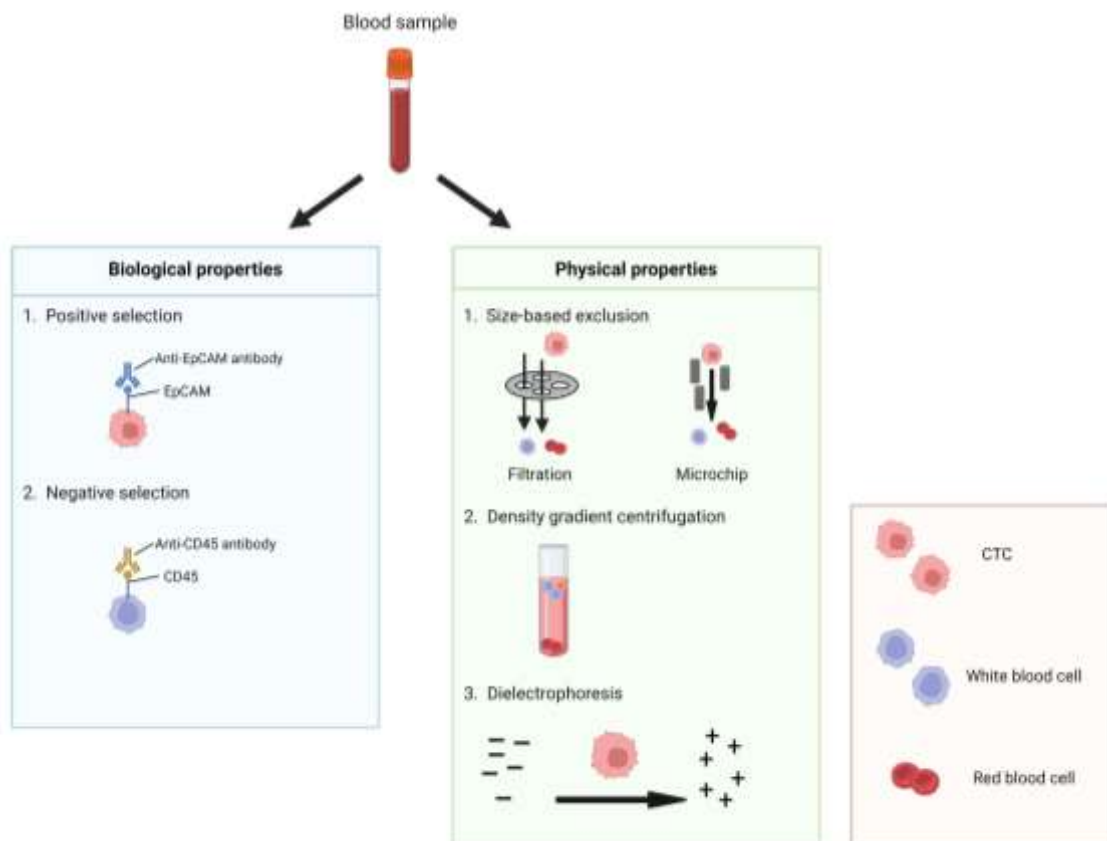 Blood sample
Biological properties
1. Positive selection
Anti-EpCAM antibody
EpCAM
2. Negative selection
Anti-CD45 antibody
CD45
Physical properties
1. Size-based exclusion
Filtration
Microchip
2. Density gradient centrifugation
3. Dielectrophoresis
CTC
White blood cell
Red blood cell